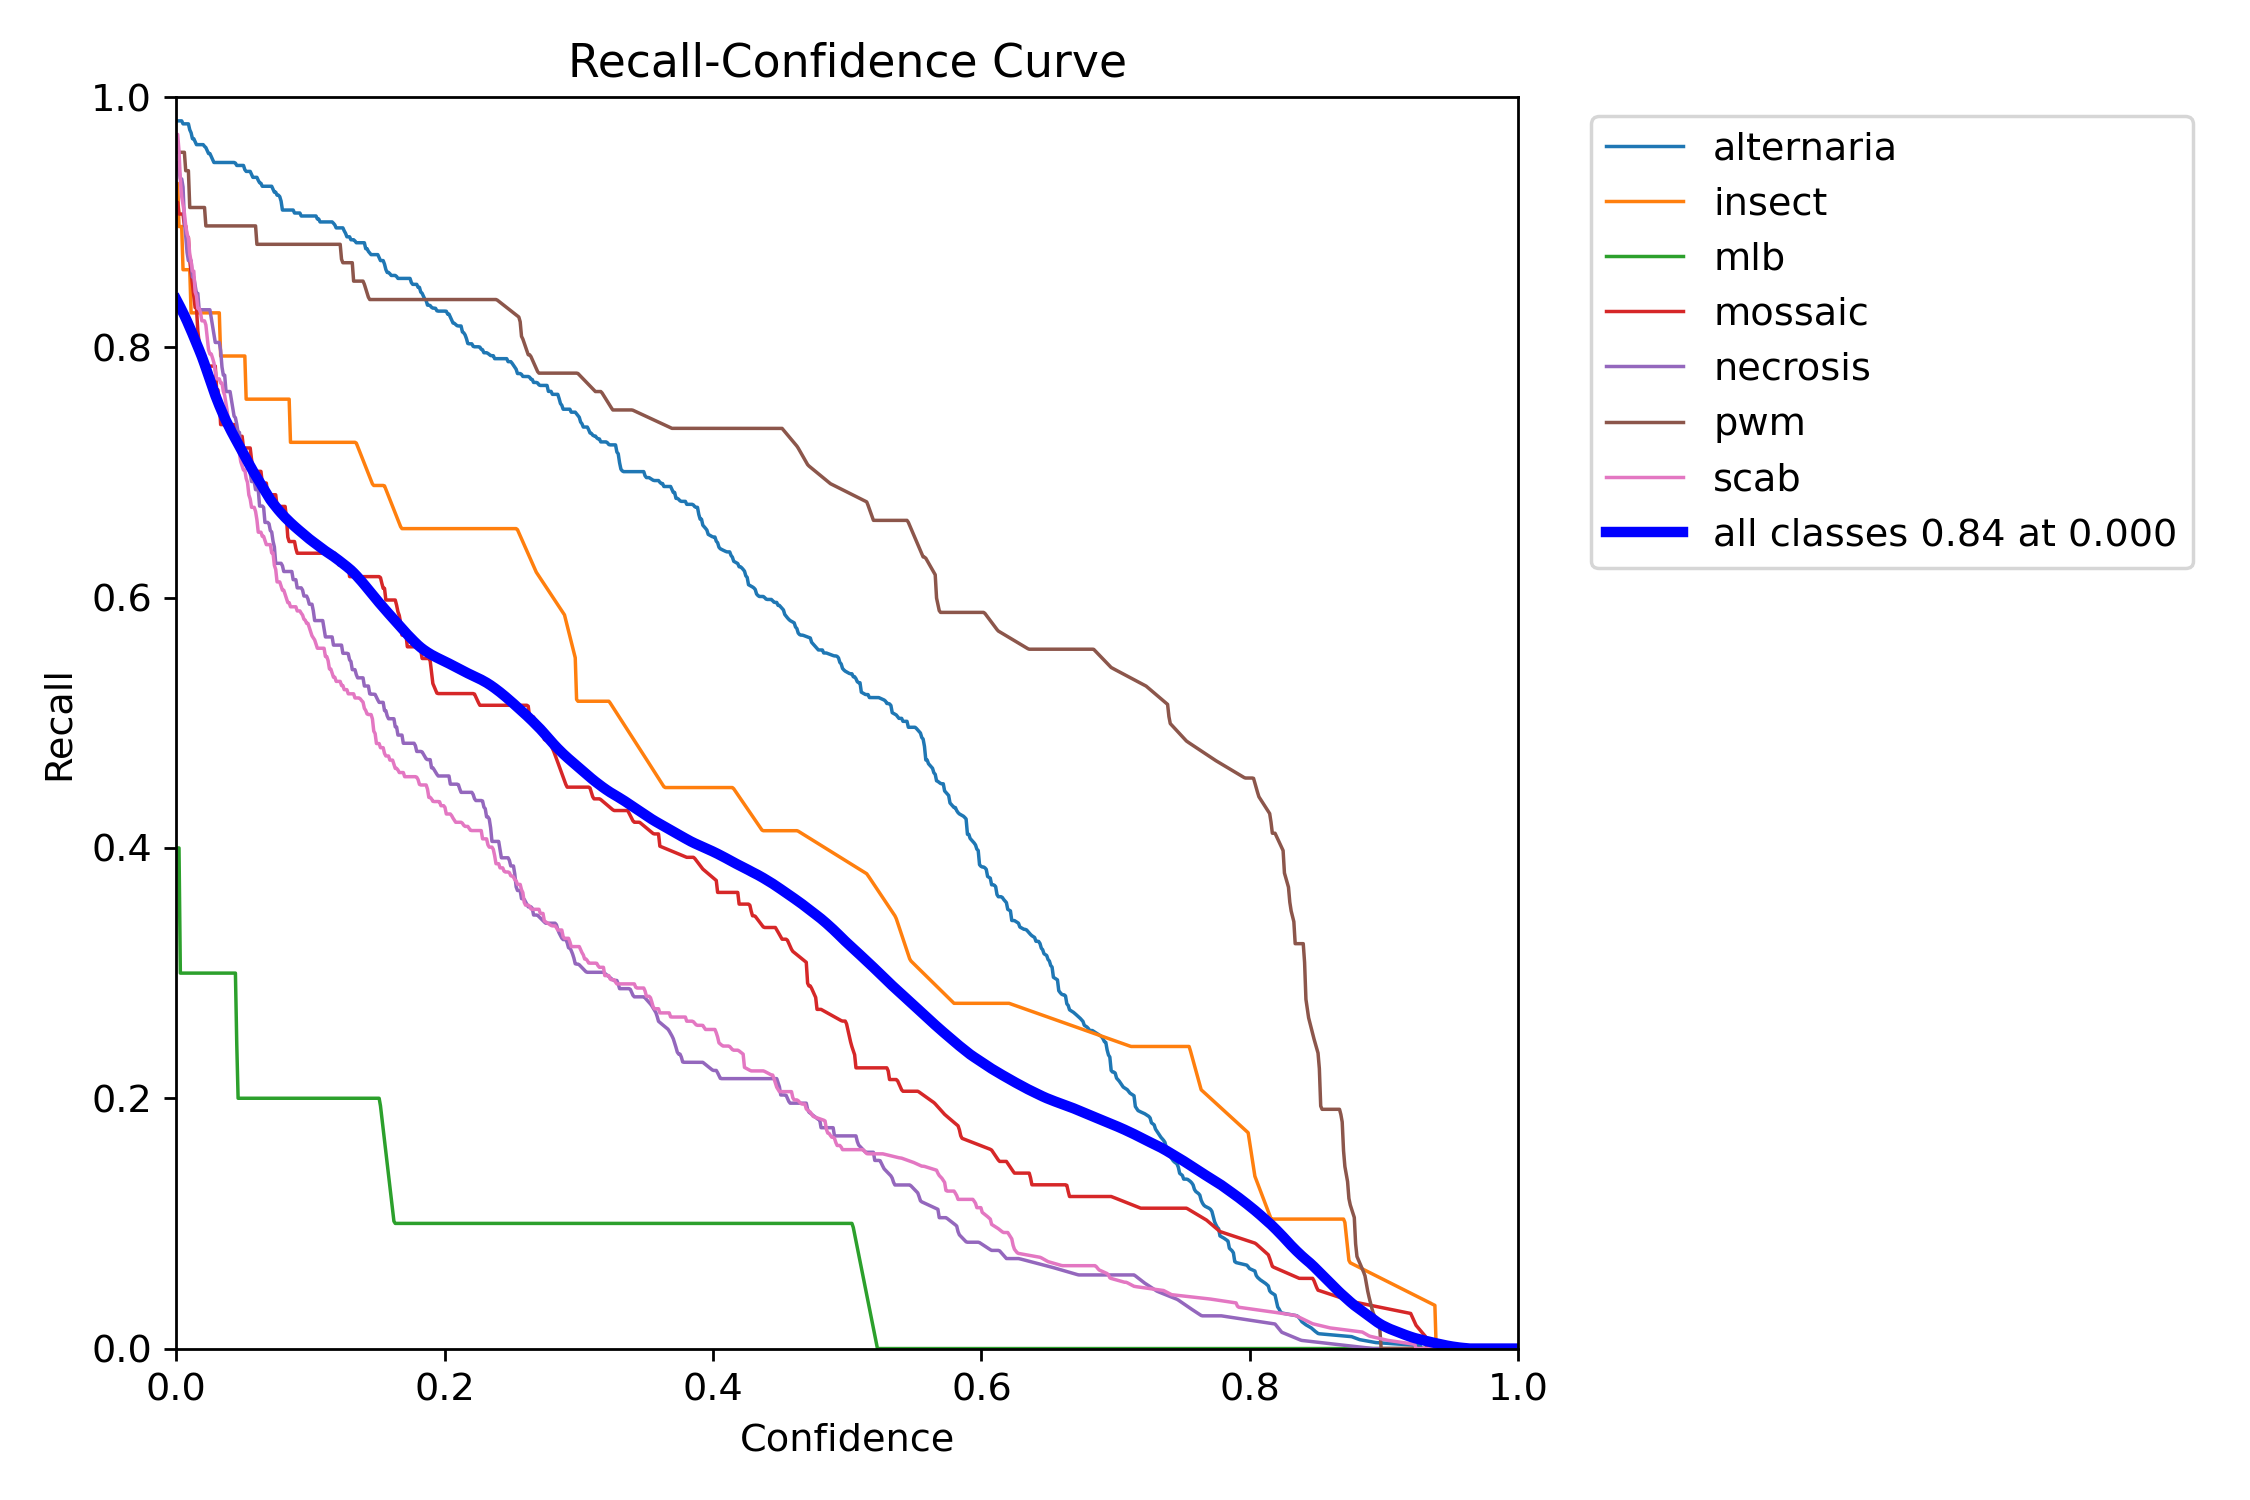 Recall-Confidence Curve
1.0
0.8
0.6
0.4
0.2
0.0
Recall
0.0 0.2 0.4 0.6 0.8 1.0
Confidence
alternaria
insect
mlb
mossaic
necrosis
pwm
scab
all classes 0.84 at 0.000